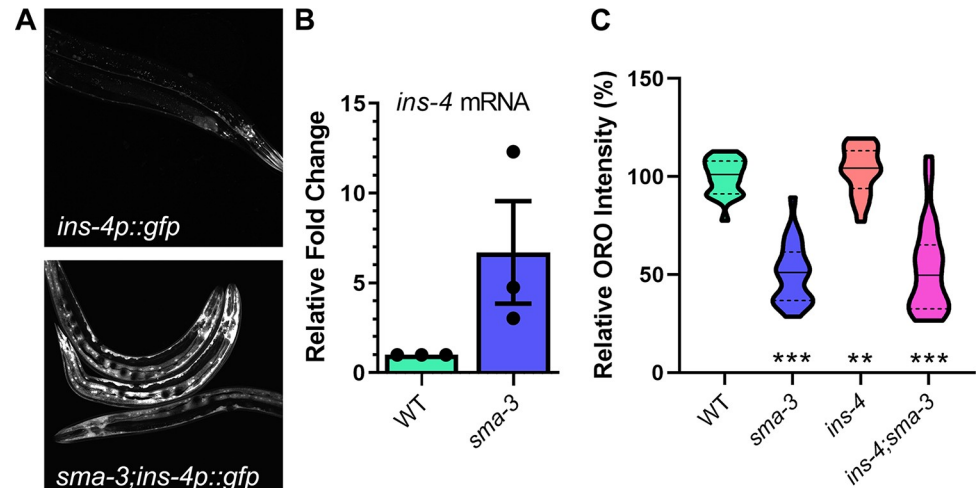 A
ins-4p::gfp
sma-3;ins-4p::gfp
B
ins-4 mRNA
Relative Fold Change
15
10
5
0
WT
sma-3
C
Relative ORO Intensity (%)
150
100
50
0
***
**
***
WT
sma-3
ins-4
ins-4;sma-3